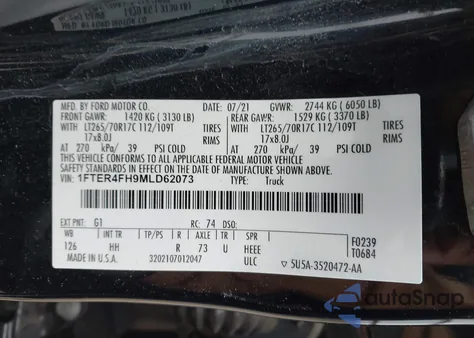 MFD. BY FORD MOTOR CO. 07/21 GVWR: 2744 KG ( 6050 LB)
FRONT GAWR: 1420 KG ( 3130 LB) REAR GAWR: 1529 KG ( 3370 LB)
WITH LT265/70R17C 112/109T TIRES WITH LT265/70R17C 112/109T TIRES
17x8.0J RIMS 17x8.0J RIMS
AT 270 kPa/ 39 PSI COLD AT 270 kPa/ 39 PSI COLD
THIS VEHICLE CONFORMS TO ALL APPLICABLE FEDERAL MOTOR VEHICLE
SAFETY STANDARDS IN EFFECT ON THE DATE OF MANUFACTURE SHOWN ABOVE.
VIN: 1FTER4FH9MLD62073 TYPE: Truck
EXT PNT: G1 RC: 74 DSO:
WB BRK INT TR TP/PS R AXLE TR SPR F0239
126 HH R 73 U HEEE T0684
MADE IN U.S.A. 3202107012047 ULC ▽ 5U5A-3520472-AA
autoSnap